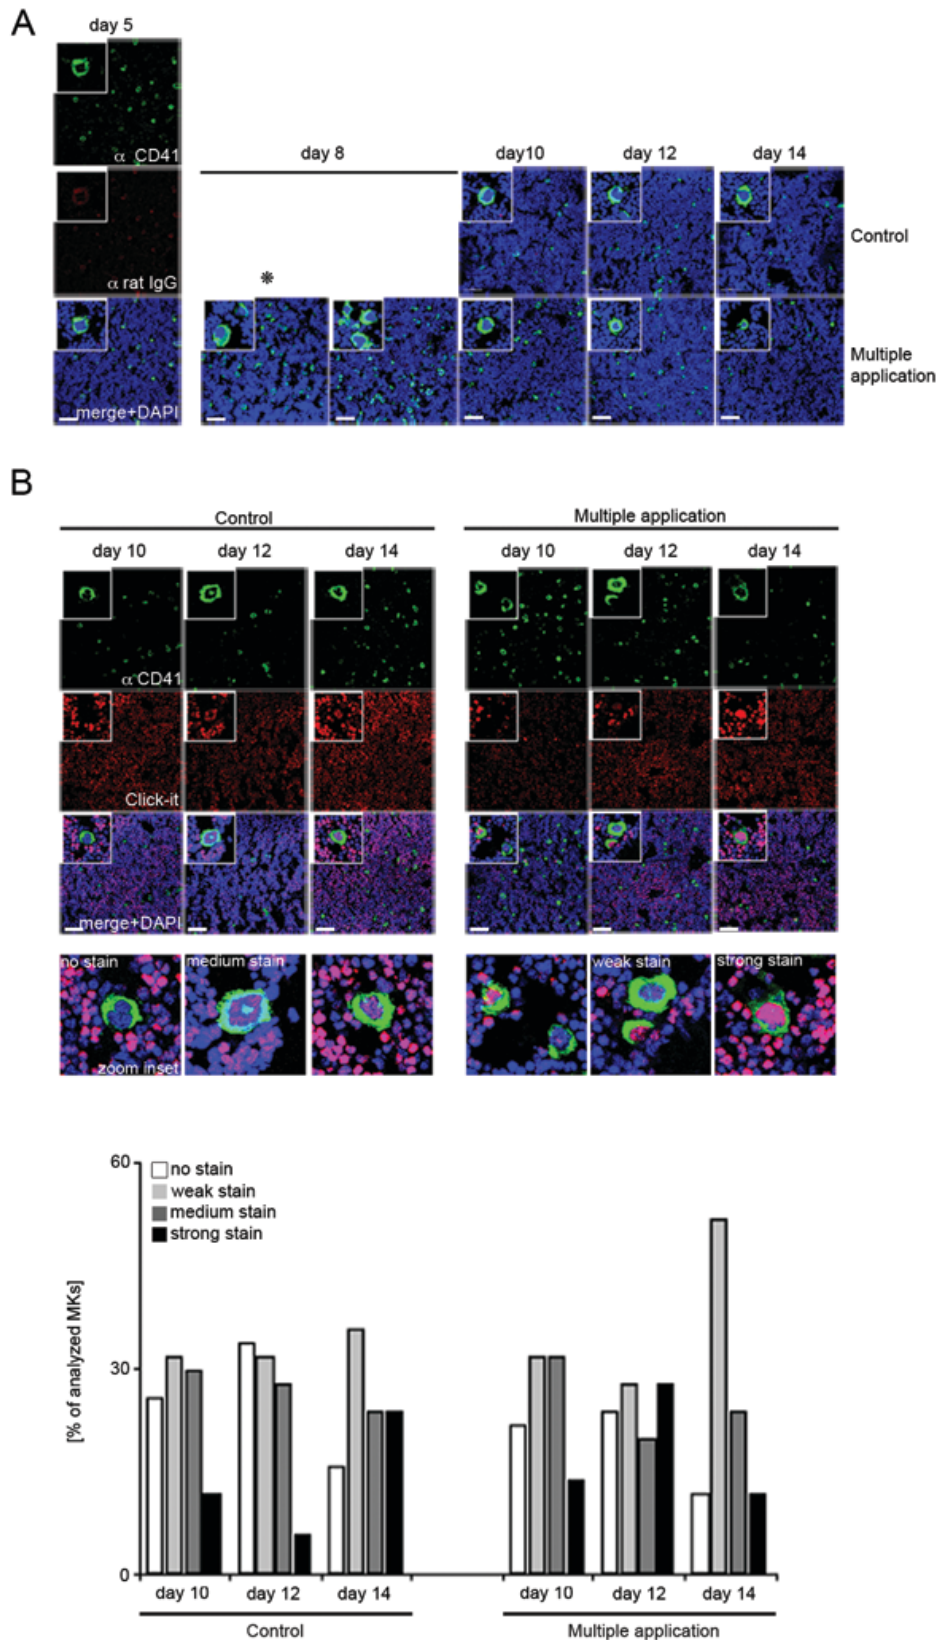 A
day 5
α CD41
α rat IgG
merge+DAPI
day 8
day10
day 12
day 14
Control
*
Multiple
application
B
Control
Multiple application
day 10
day 12
day 14
day 10
day 12
day 14
α CD41
Click-it
merge+DAPI
no stain
medium stain
weak stain
strong stain
zoom inset
60
no stain
weak stain
medium stain
strong stain
[% of analyzed MKs]
30
0
day 10
day 12
day 14
day 10
day 12
day 14
Control
Multiple application